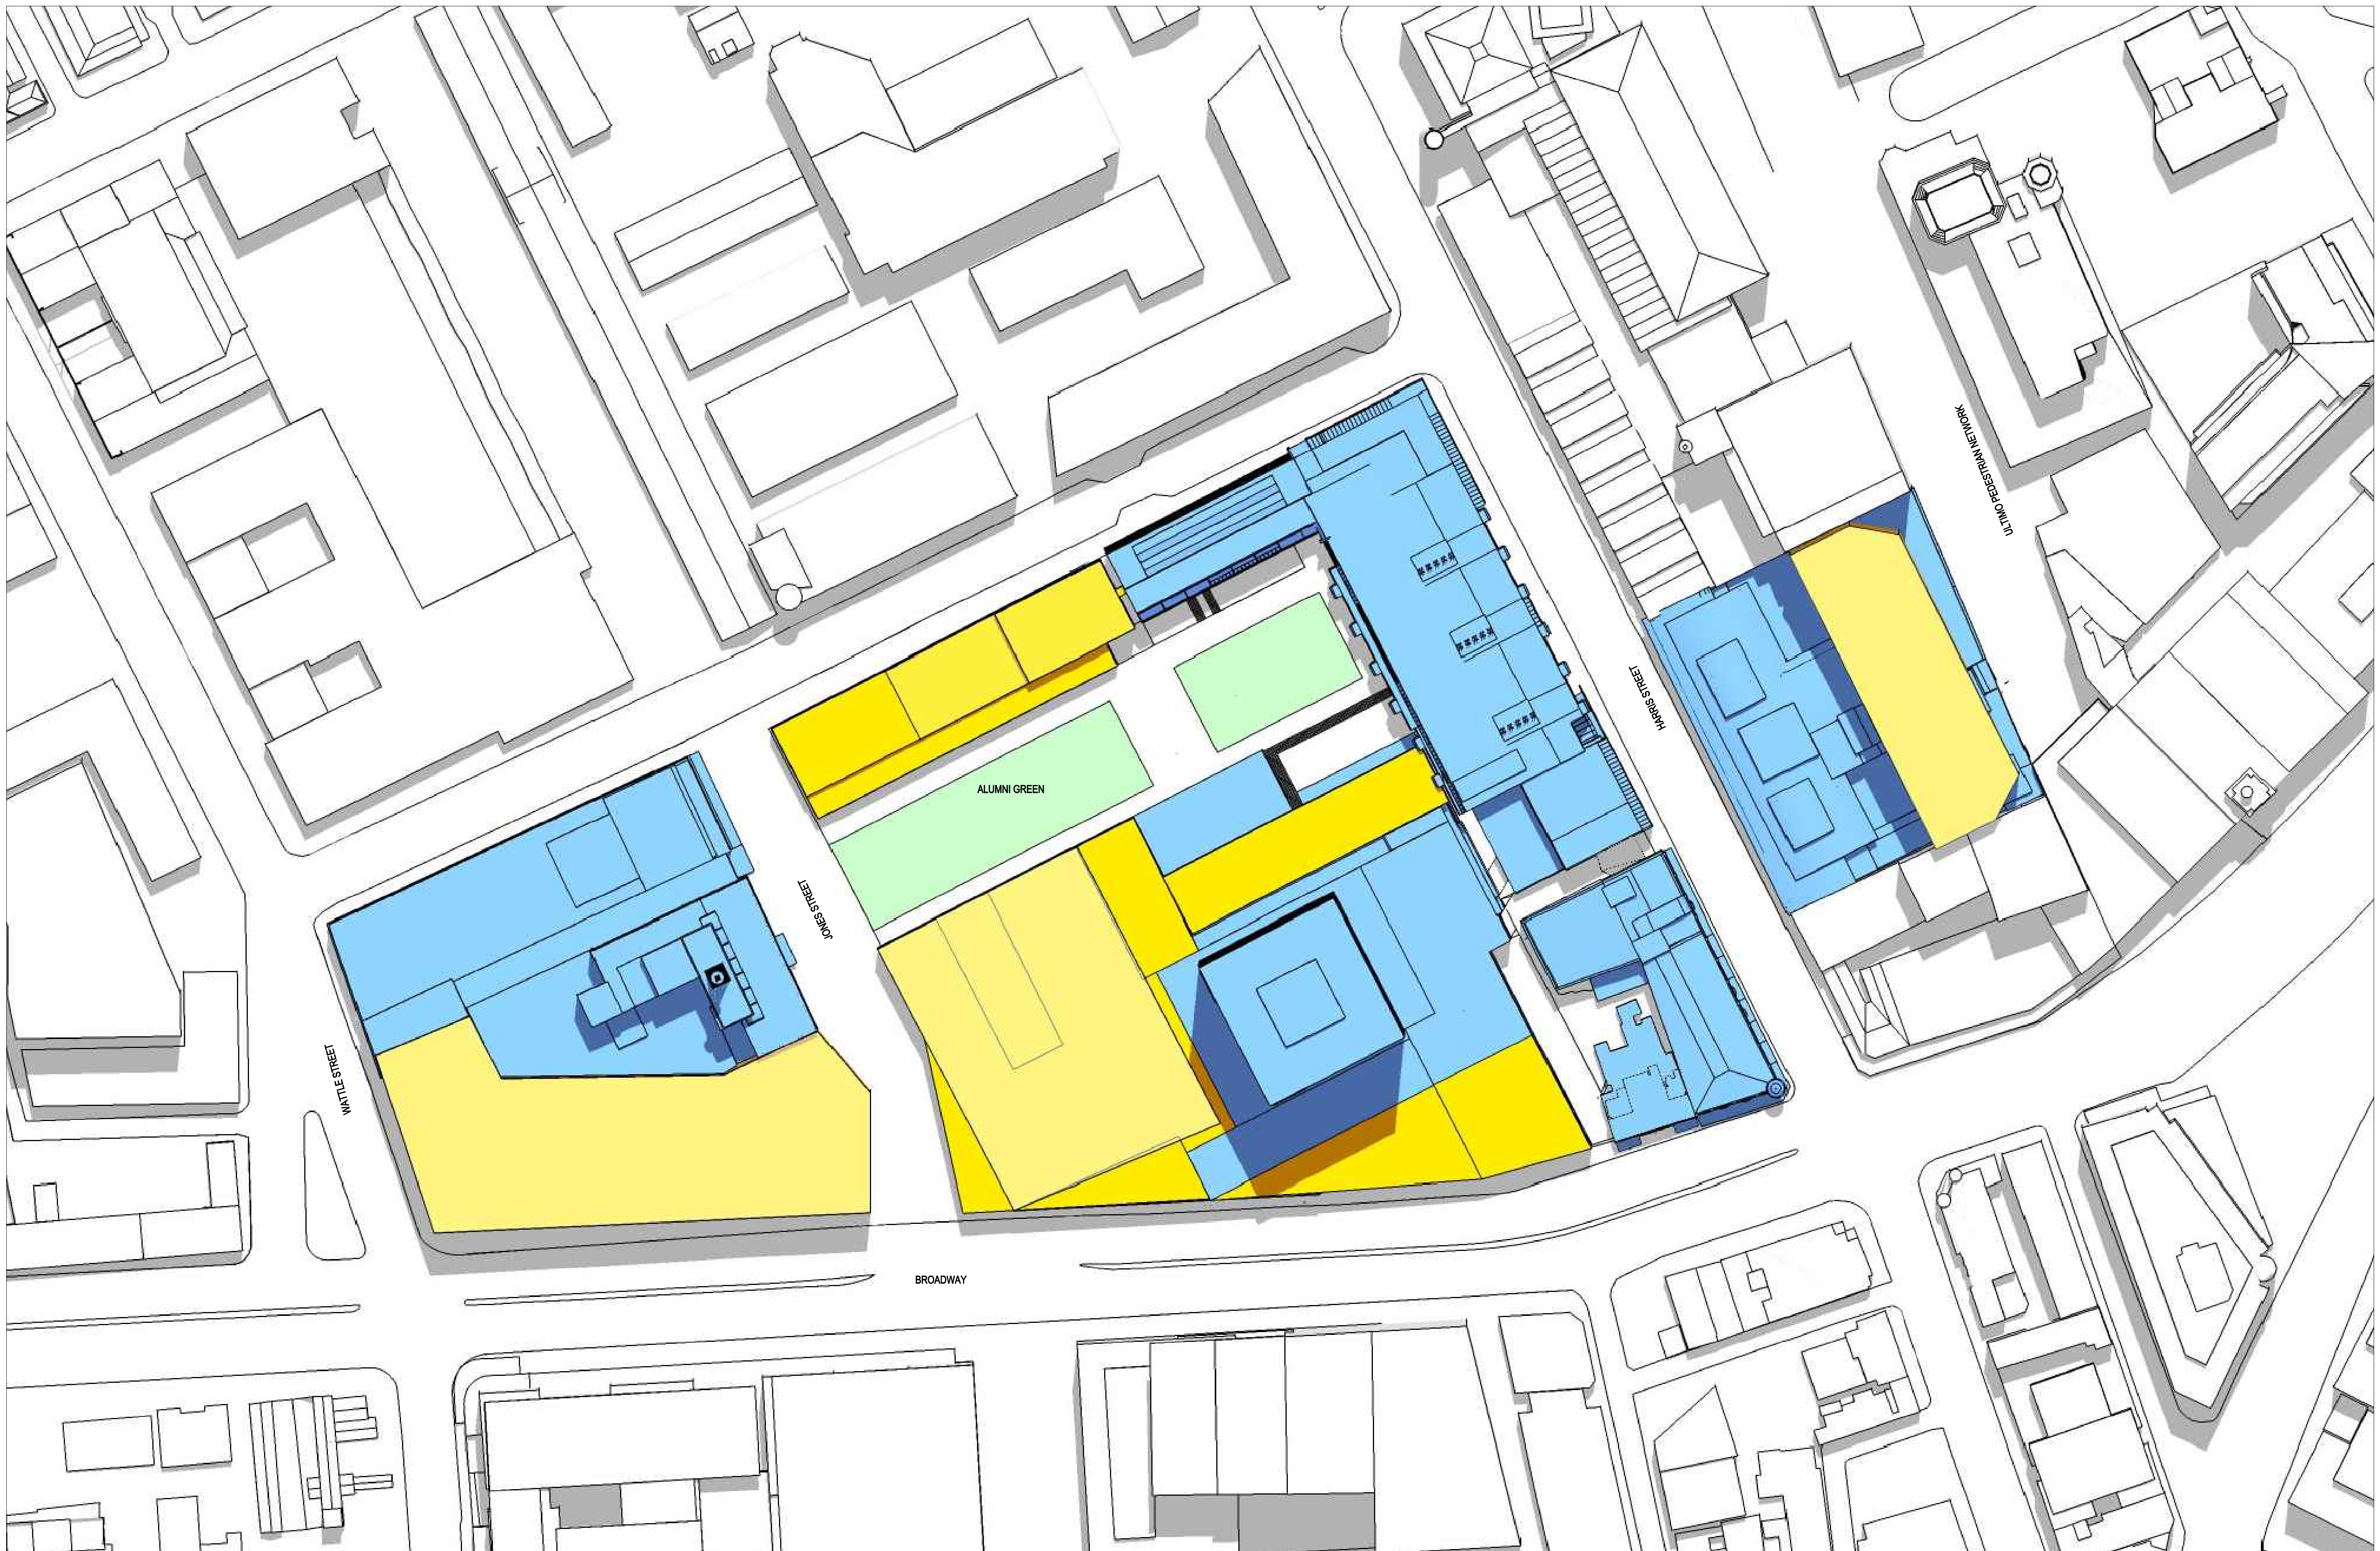 ULTIMO PEDESTRIAN NETWORK
HARRIS STREET
ALUMNI GREEN
JONES STREET
WATTLE STREET
BROADWAY